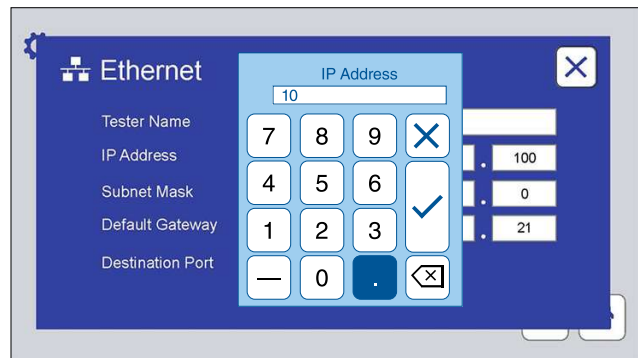 Ethernet
IP Address
10
Tester Name
7 8 9
IP Address
. 100
4 5 6
Subnet Mask
. 0
Default Gateway
1 2 3
. 21
Destination Port
— 0 .